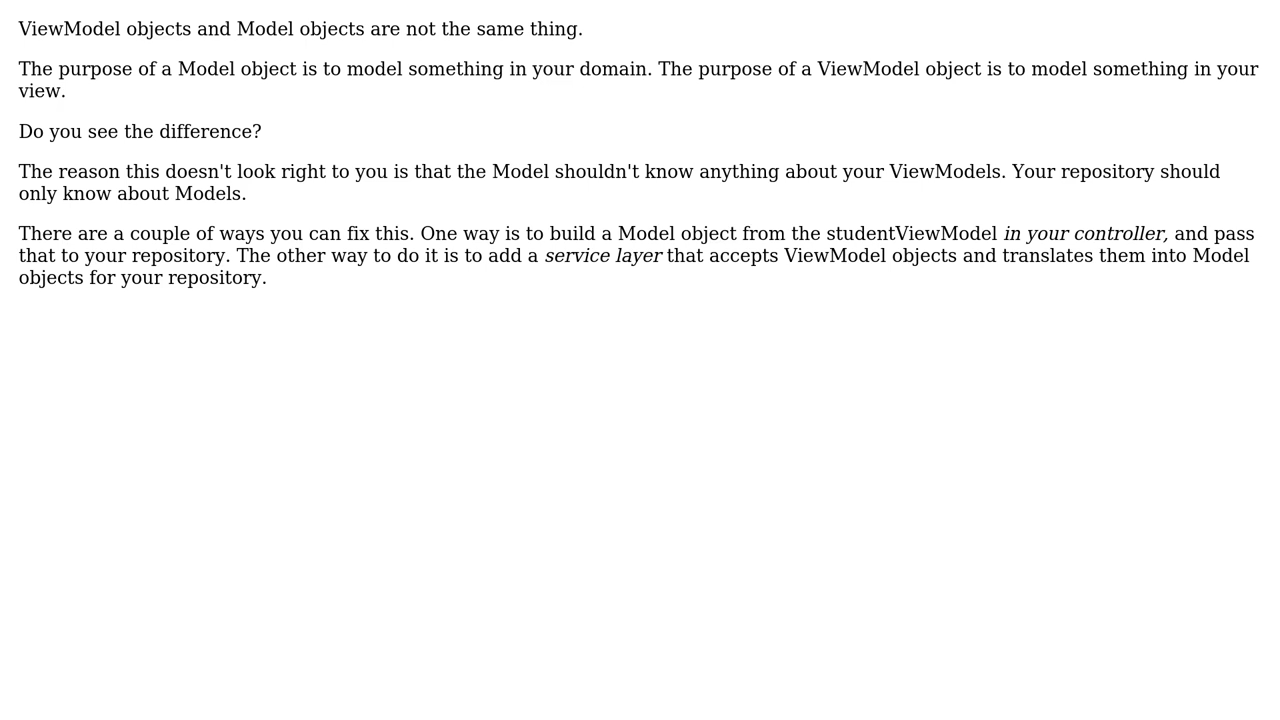 ViewModel objects and Model objects are not the same thing.
The purpose of a Model object is to model something in your domain. The purpose of a ViewModel object is to model something in your
view.
Do you see the difference?
The reason this doesn't look right to you is that the Model shouldn't know anything about your ViewModels. Your repository should
only know about Models.
There are a couple of ways you can fix this. One way is to build a Model object from the studentViewModel in your controller, and pass
that to your repository. The other way to do it is to add a service layer that accepts ViewModel objects and translates them into Model
objects for your repository.